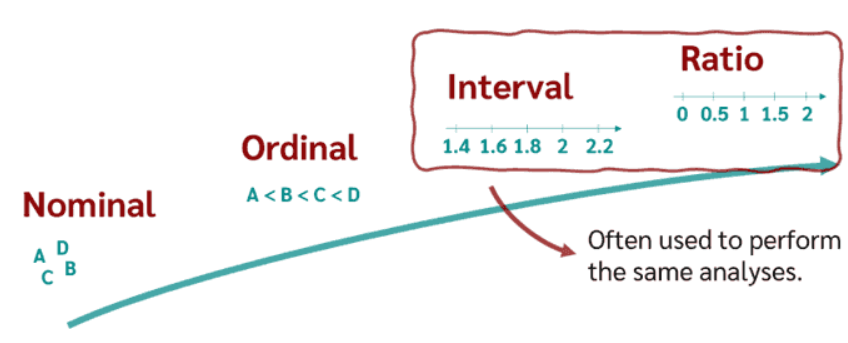 Nominal
A D
C B
Ordinal
A < B < C < D
Interval
1.4 1.6 1.8 2 2.2
Ratio
0 0.5 1 1.5 2
Often used to perform
the same analyses.